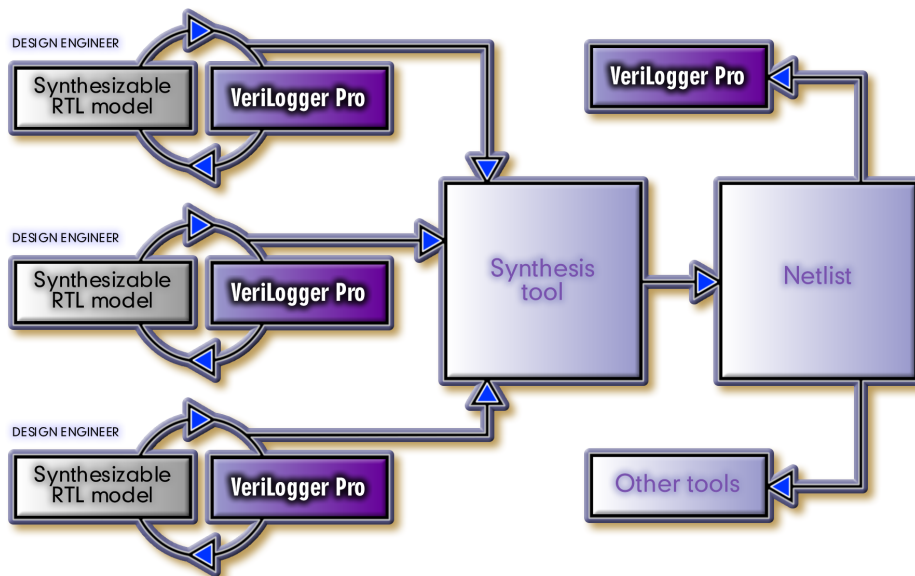 DESIGN ENGINEER
Synthesizable
RTL model
VeriLogger Pro
VeriLogger Pro
DESIGN ENGINEER
Synthesizable
RTL model
VeriLogger Pro
Synthesis
tool
Netlist
DESIGN ENGINEER
Synthesizable
RTL model
VeriLogger Pro
Other tools